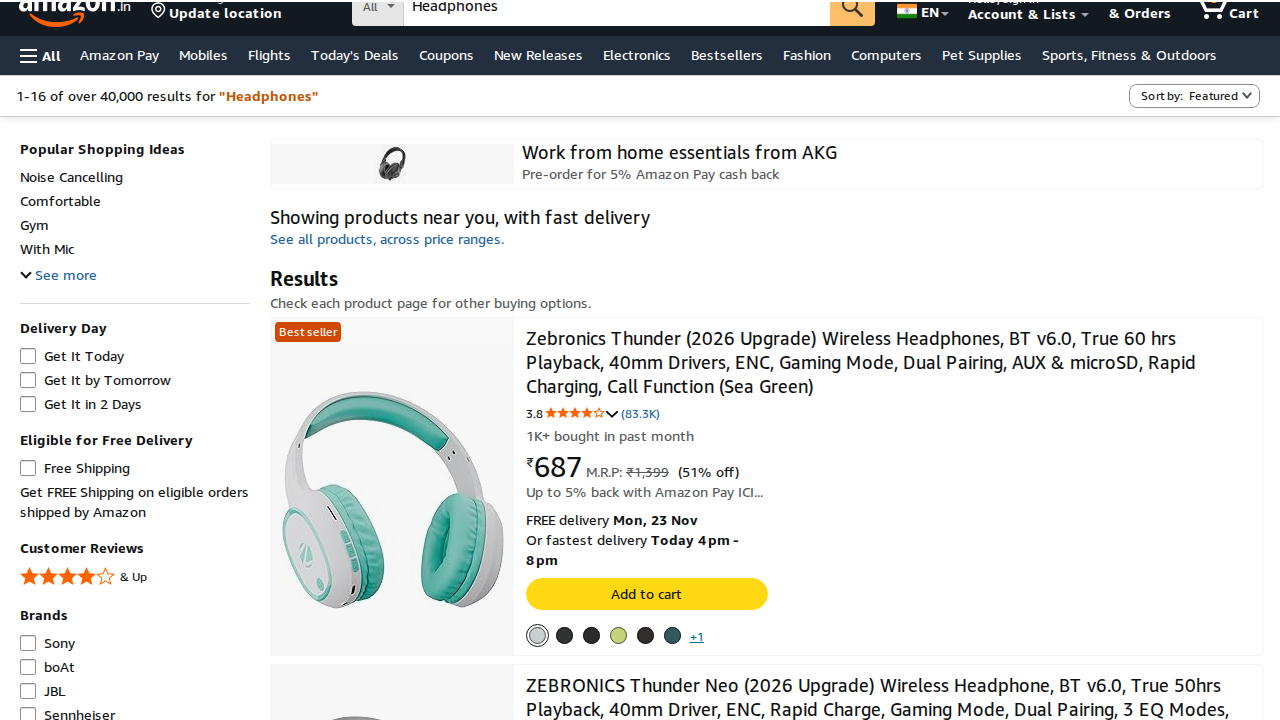 amazon.in
Update location
All
Headphones
EN
Account & Lists
& Orders
Cart
All
Amazon Pay
Mobiles
Flights
Today's Deals
Coupons
New Releases
Electronics
Bestsellers
Fashion
Computers
Pet Supplies
Sports, Fitness & Outdoors
1-16 of over 40,000 results for "Headphones"
Sort by: Featured
Popular Shopping Ideas
Noise Cancelling
Comfortable
Gym
With Mic
See more
Delivery Day
Get It Today
Get It by Tomorrow
Get It in 2 Days
Eligible for Free Delivery
Free Shipping
Get FREE Shipping on eligible orders
shipped by Amazon
Customer Reviews
& Up
Brands
Sony
boAt
JBL
Sennheiser
Work from home essentials from AKG
Pre-order for 5% Amazon Pay cash back
Showing products near you, with fast delivery
See all products, across price ranges.
Results
Check each product page for other buying options.
Best seller
Zebronics Thunder (2026 Upgrade) Wireless Headphones, BT v6.0, True 60 hrs
Playback, 40mm Drivers, ENC, Gaming Mode, Dual Pairing, AUX & microSD, Rapid
Charging, Call Function (Sea Green)
3.8 (83.3K)
1K+ bought in past month
₹687 M.R.P: ₹1,399 (51% off)
Up to 5% back with Amazon Pay ICI…
FREE delivery Mon, 23 Nov
Or fastest delivery Today 4 pm -
8 pm
Add to cart
+1
ZEBRONICS Thunder Neo (2026 Upgrade) Wireless Headphone, BT v6.0, True 50hrs
Playback, 40mm Driver, ENC, Rapid Charge, Gaming Mode, Dual Pairing, 3 EQ Modes,